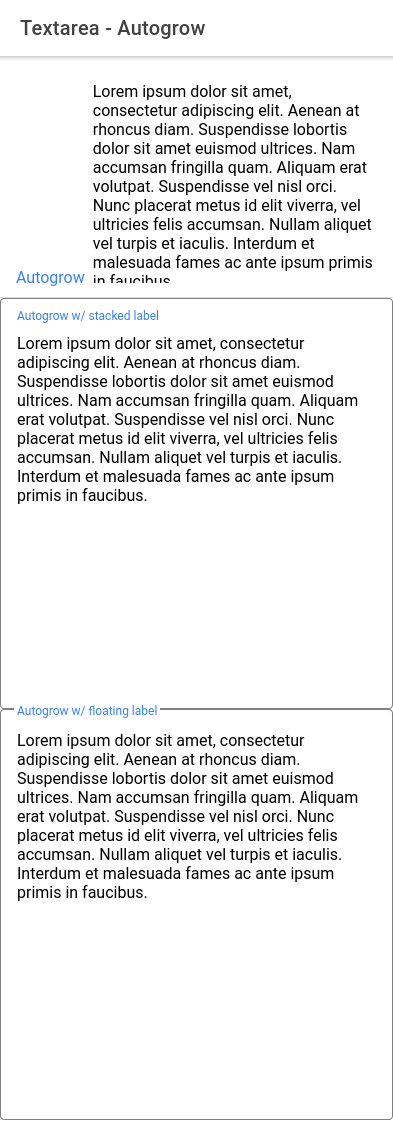 Textarea - Autogrow
Lorem ipsum dolor sit amet,
consectetur adipiscing elit. Aenean at
rhoncus diam. Suspendisse lobortis
dolor sit amet euismod ultrices. Nam
accumsan fringilla quam. Aliquam erat
volutpat. Suspendisse vel nisl orci.
Nunc placerat metus id elit viverra, vel
ultricies felis accumsan. Nullam aliquet
vel turpis et iaculis. Interdum et
malesuada fames ac ante ipsum primis
in faucibus.
Autogrow
Autogrow w/ stacked label
Lorem ipsum dolor sit amet, consectetur
adipiscing elit. Aenean at rhoncus diam.
Suspendisse lobortis dolor sit amet euismod
ultrices. Nam accumsan fringilla quam. Aliquam
erat volutpat. Suspendisse vel nisl orci. Nunc
placerat metus id elit viverra, vel ultricies felis
accumsan. Nullam aliquet vel turpis et iaculis.
Interdum et malesuada fames ac ante ipsum
primis in faucibus.
Autogrow w/ floating label
Lorem ipsum dolor sit amet, consectetur
adipiscing elit. Aenean at rhoncus diam.
Suspendisse lobortis dolor sit amet euismod
ultrices. Nam accumsan fringilla quam. Aliquam
erat volutpat. Suspendisse vel nisl orci. Nunc
placerat metus id elit viverra, vel ultricies felis
accumsan. Nullam aliquet vel turpis et iaculis.
Interdum et malesuada fames ac ante ipsum
primis in faucibus.